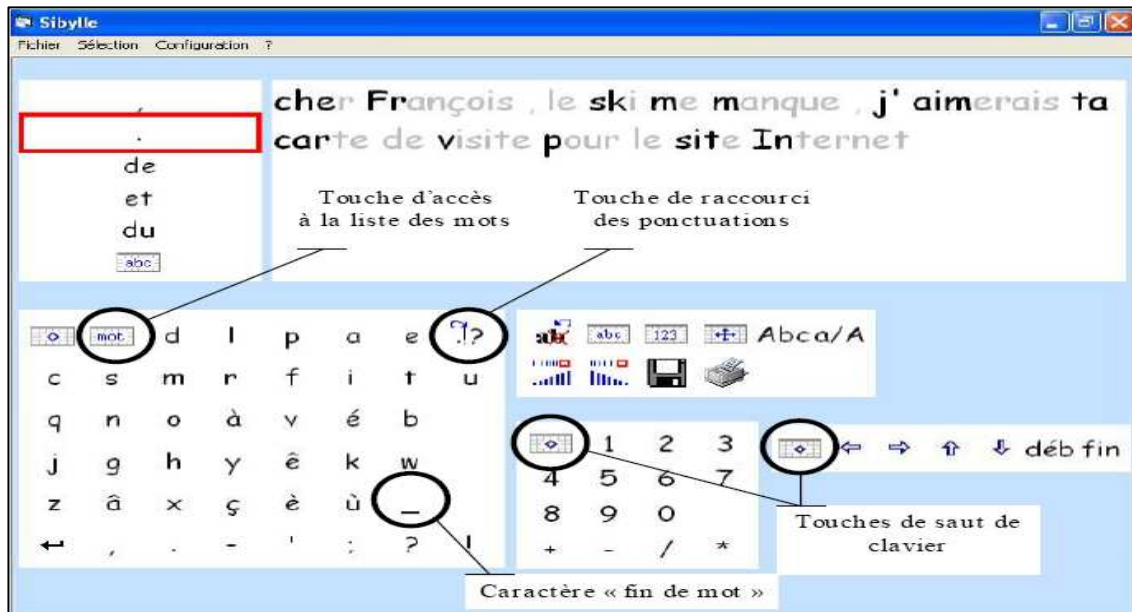 Sibylle
Fichier Sélection Configuration ?
,
.
de
et
du
abc
cher François , le ski me manque , j' aimerais ta
carte de visite pour le site Internet
Touche d'accès
à la liste des mots
Touche de raccourci
des ponctuations
mot d l p a e .!?
c s m r f i t u
q n o à v é b
j g h y ê k w
z â x ç è ù _
, . - ' : ? !
abc abc 123 Abca/A
1 2 3
4 5 6 7
8 9 0
+ - / *
déb fin
Touches de saut de
clavier
Caractère « fin de mot »